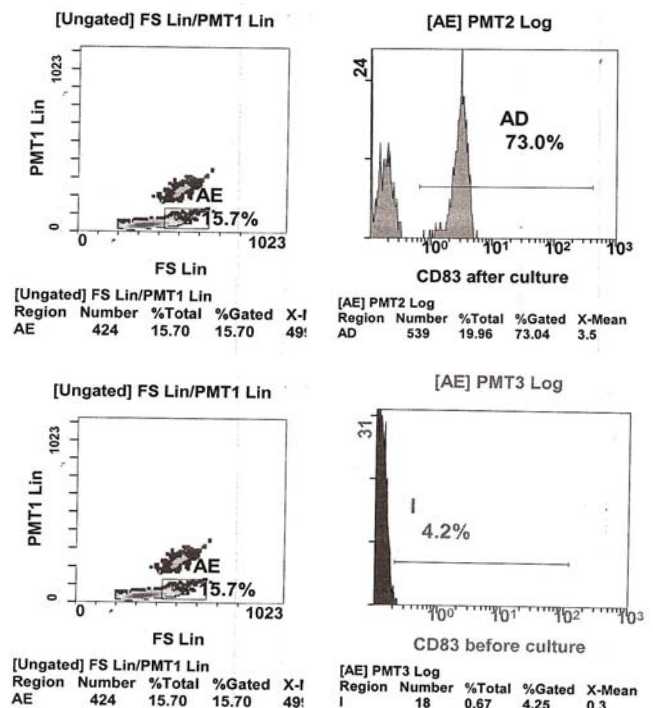 [Ungated] FS Lin/PMT1 Lin
1023
PMT1 Lin
0
AE
15.7%
0
1023
FS Lin
[Ungated] FS Lin/PMT1 Lin
Region Number %Total %Gated X-I
AE 424 15.70 15.70 49
[AE] PMT2 Log
24
AD
73.0%
10⁰ 10¹ 10² 10³
CD83 after culture
[AE] PMT2 Log
Region Number %Total %Gated X-Mean
AD 539 19.96 73.04 3.5
[Ungated] FS Lin/PMT1 Lin
1023
PMT1 Lin
0
AE
15.7%
0
1023
FS Lin
[Ungated] FS Lin/PMT1 Lin
Region Number %Total %Gated X-I
AE 424 15.70 15.70 49
[AE] PMT3 Log
31
I
4.2%
10⁰ 10¹ 10² 10³
CD83 before culture
[AE] PMT3 Log
Region Number %Total %Gated X-Mean
I 18 0.67 4.25 0.3